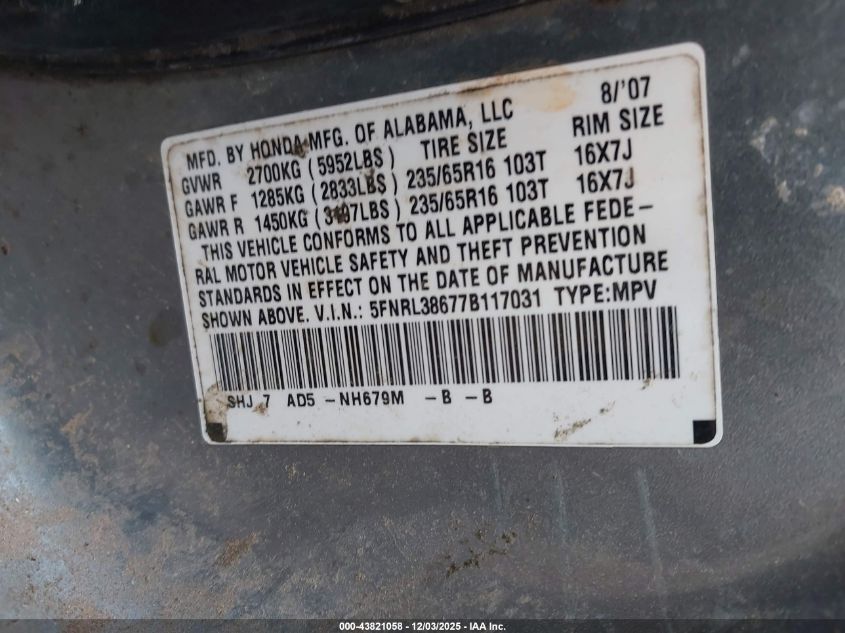 MFD. BY HONDA MFG. OF ALABAMA, LLC 8/'07
GVWR 2700KG (5952LBS) TIRE SIZE RIM SIZE
GAWR F 1285KG (2833LBS) 235/65R16 103T 16X7J
GAWR R 1450KG (3197LBS) 235/65R16 103T 16X7J
THIS VEHICLE CONFORMS TO ALL APPLICABLE FEDE-
RAL MOTOR VEHICLE SAFETY AND THEFT PREVENTION
STANDARDS IN EFFECT ON THE DATE OF MANUFACTURE
SHOWN ABOVE. V.I.N.: 5FNRL38677B117031 TYPE:MPV
SHJ 7 AD5 -NH679M -B -B
000-43821058 - 12/03/2025 - IAA Inc.